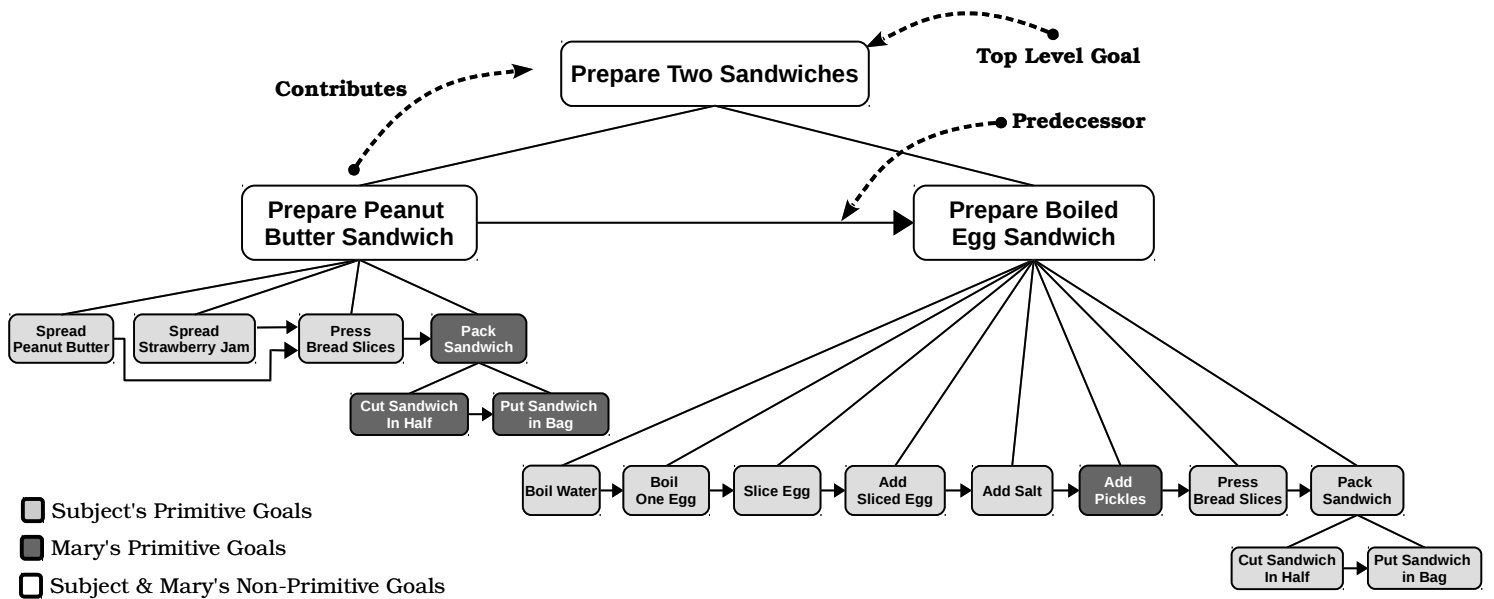 Prepare Two Sandwiches
Top Level Goal
Contributes
Predecessor
Prepare Peanut
Butter Sandwich
Prepare Boiled
Egg Sandwich
Spread
Peanut Butter
Spread
Strawberry Jam
Press
Bread Slices
Pack
Sandwich
Cut Sandwich
In Half
Put Sandwich
in Bag
Boil Water
Boil
One Egg
Slice Egg
Add
Sliced Egg
Add Salt
Add
Pickles
Press
Bread Slices
Pack
Sandwich
Cut Sandwich
In Half
Put Sandwich
in Bag
Subject's Primitive Goals
Mary's Primitive Goals
Subject & Mary's Non-Primitive Goals